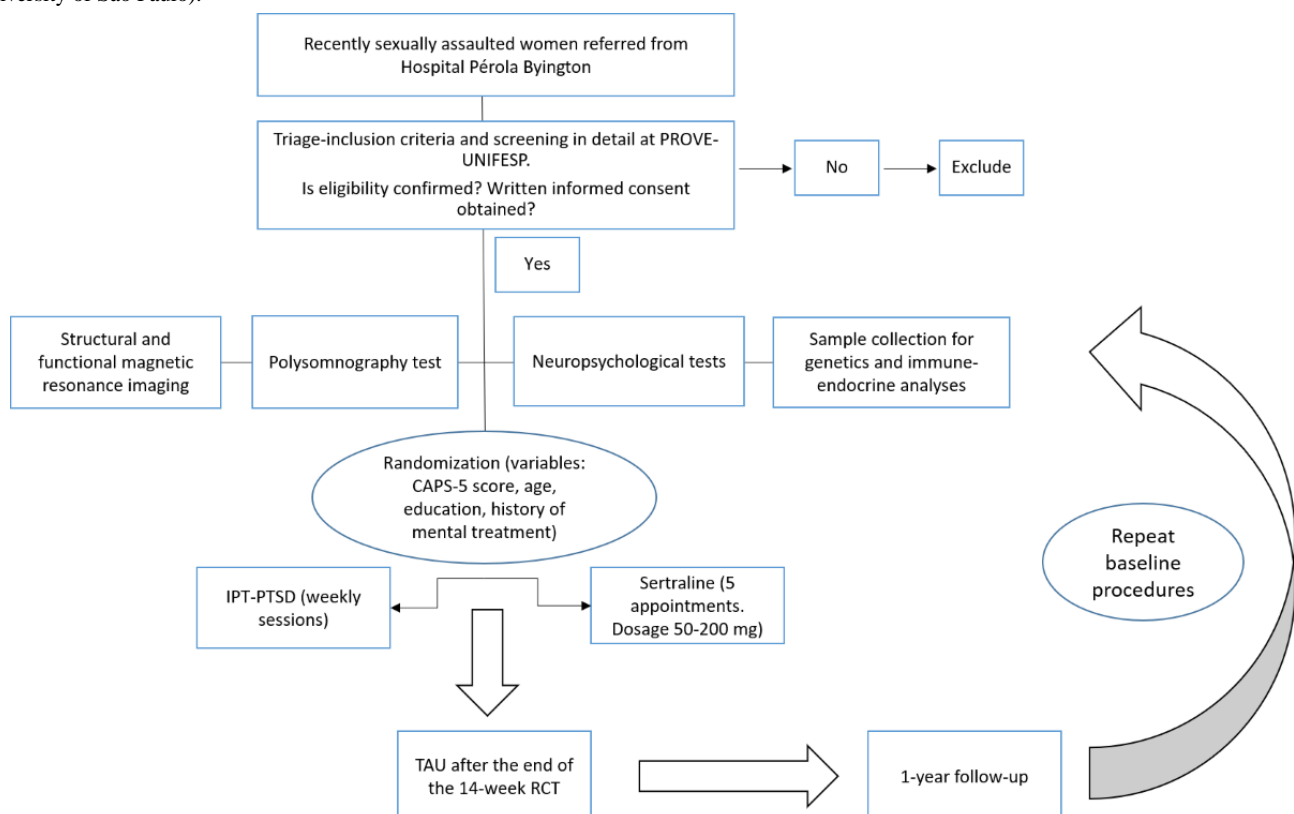 Recently sexually assaulted women referred from
Hospital Pérola Byington
Triage-inclusion criteria and screening in detail at PROVE-
UNIFESP.
Is eligibility confirmed? Written informed consent
obtained?
No
Exclude
Yes
Structural and
functional magnetic
resonance imaging
Polysomnography test
Neuropsychological tests
Sample collection for
genetics and immune-
endocrine analyses
Randomization (variables:
CAPS-5 score, age,
education, history of
mental treatment)
IPT-PTSD (weekly
sessions)
Sertraline (5
appointments.
Dosage 50-200 mg)
Repeat
baseline
procedures
TAU after the end of
the 14-week RCT
1-year follow-up